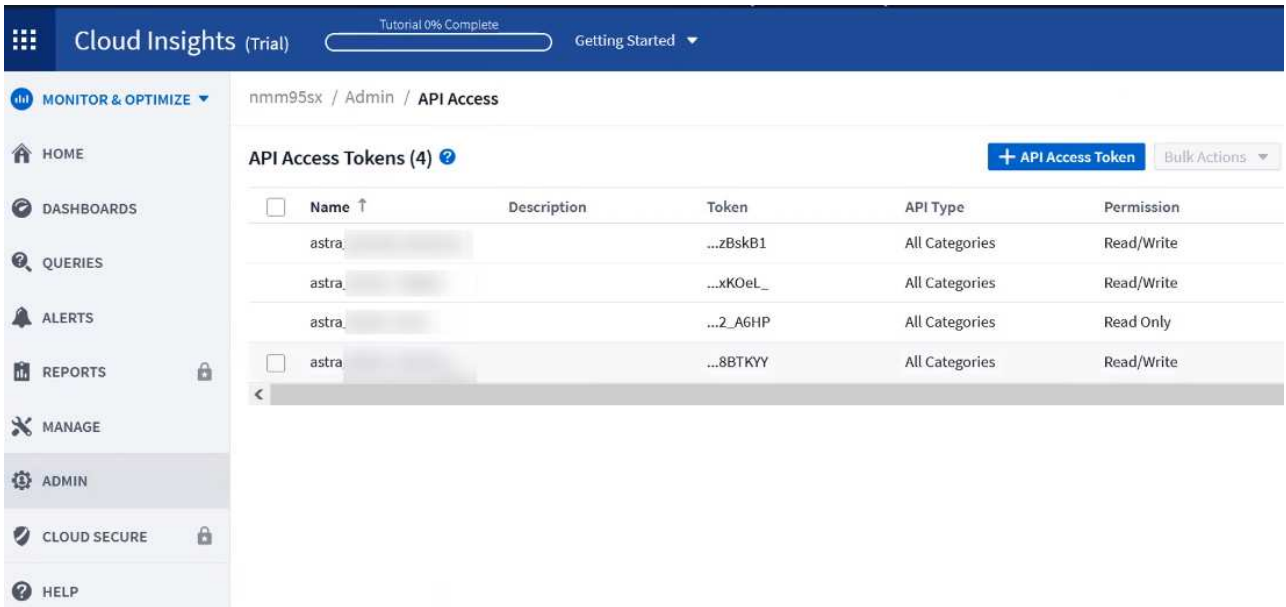 Tutorial 0% Complete
Cloud Insights (Trial)
Getting Started
MONITOR & OPTIMIZE
nmm95sx / Admin / API Access
HOME
API Access Tokens (4)
+ API Access Token
Bulk Actions
DASHBOARDS
Name ↑ Description Token API Type Permission
astra_ ...zBskB1 All Categories Read/Write
QUERIES
astra_ ...xKOeL_ All Categories Read/Write
ALERTS
astra_ ...2_A6HP All Categories Read Only
REPORTS
astra ...8BTKYY All Categories Read/Write
MANAGE
ADMIN
CLOUD SECURE
HELP